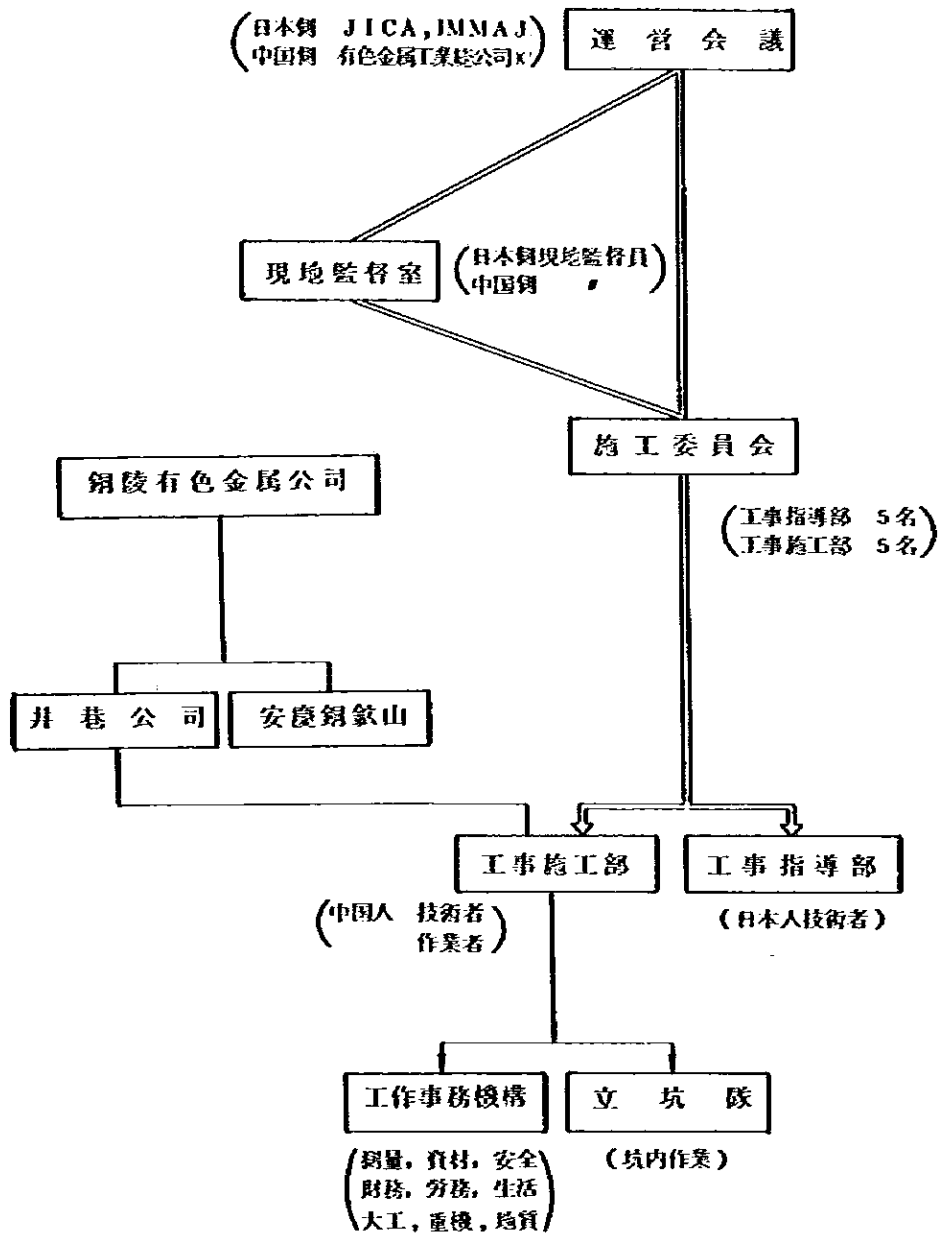 (日本側 JICA,JMMAJ
中国側 有色金属工業総公司)
運営会議
現地監督室
(日本側現地監督員
中国側 〃)
施工委員会
銅陵有色金属公司
(工事指導部 5名
工事施工部 5名)
井巷公司
安慶銅鉱山
工事施工部
工事指導部
(中国人 技術者
作業者)
(日本人技術者)
工作事務機構
立坑隊
(測量,資材,安全
財務,労務,生活
大工,重機,地質)
(坑内作業)